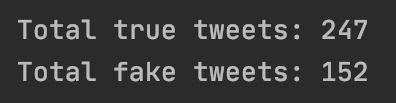 Total true tweets: 247
Total fake tweets: 152